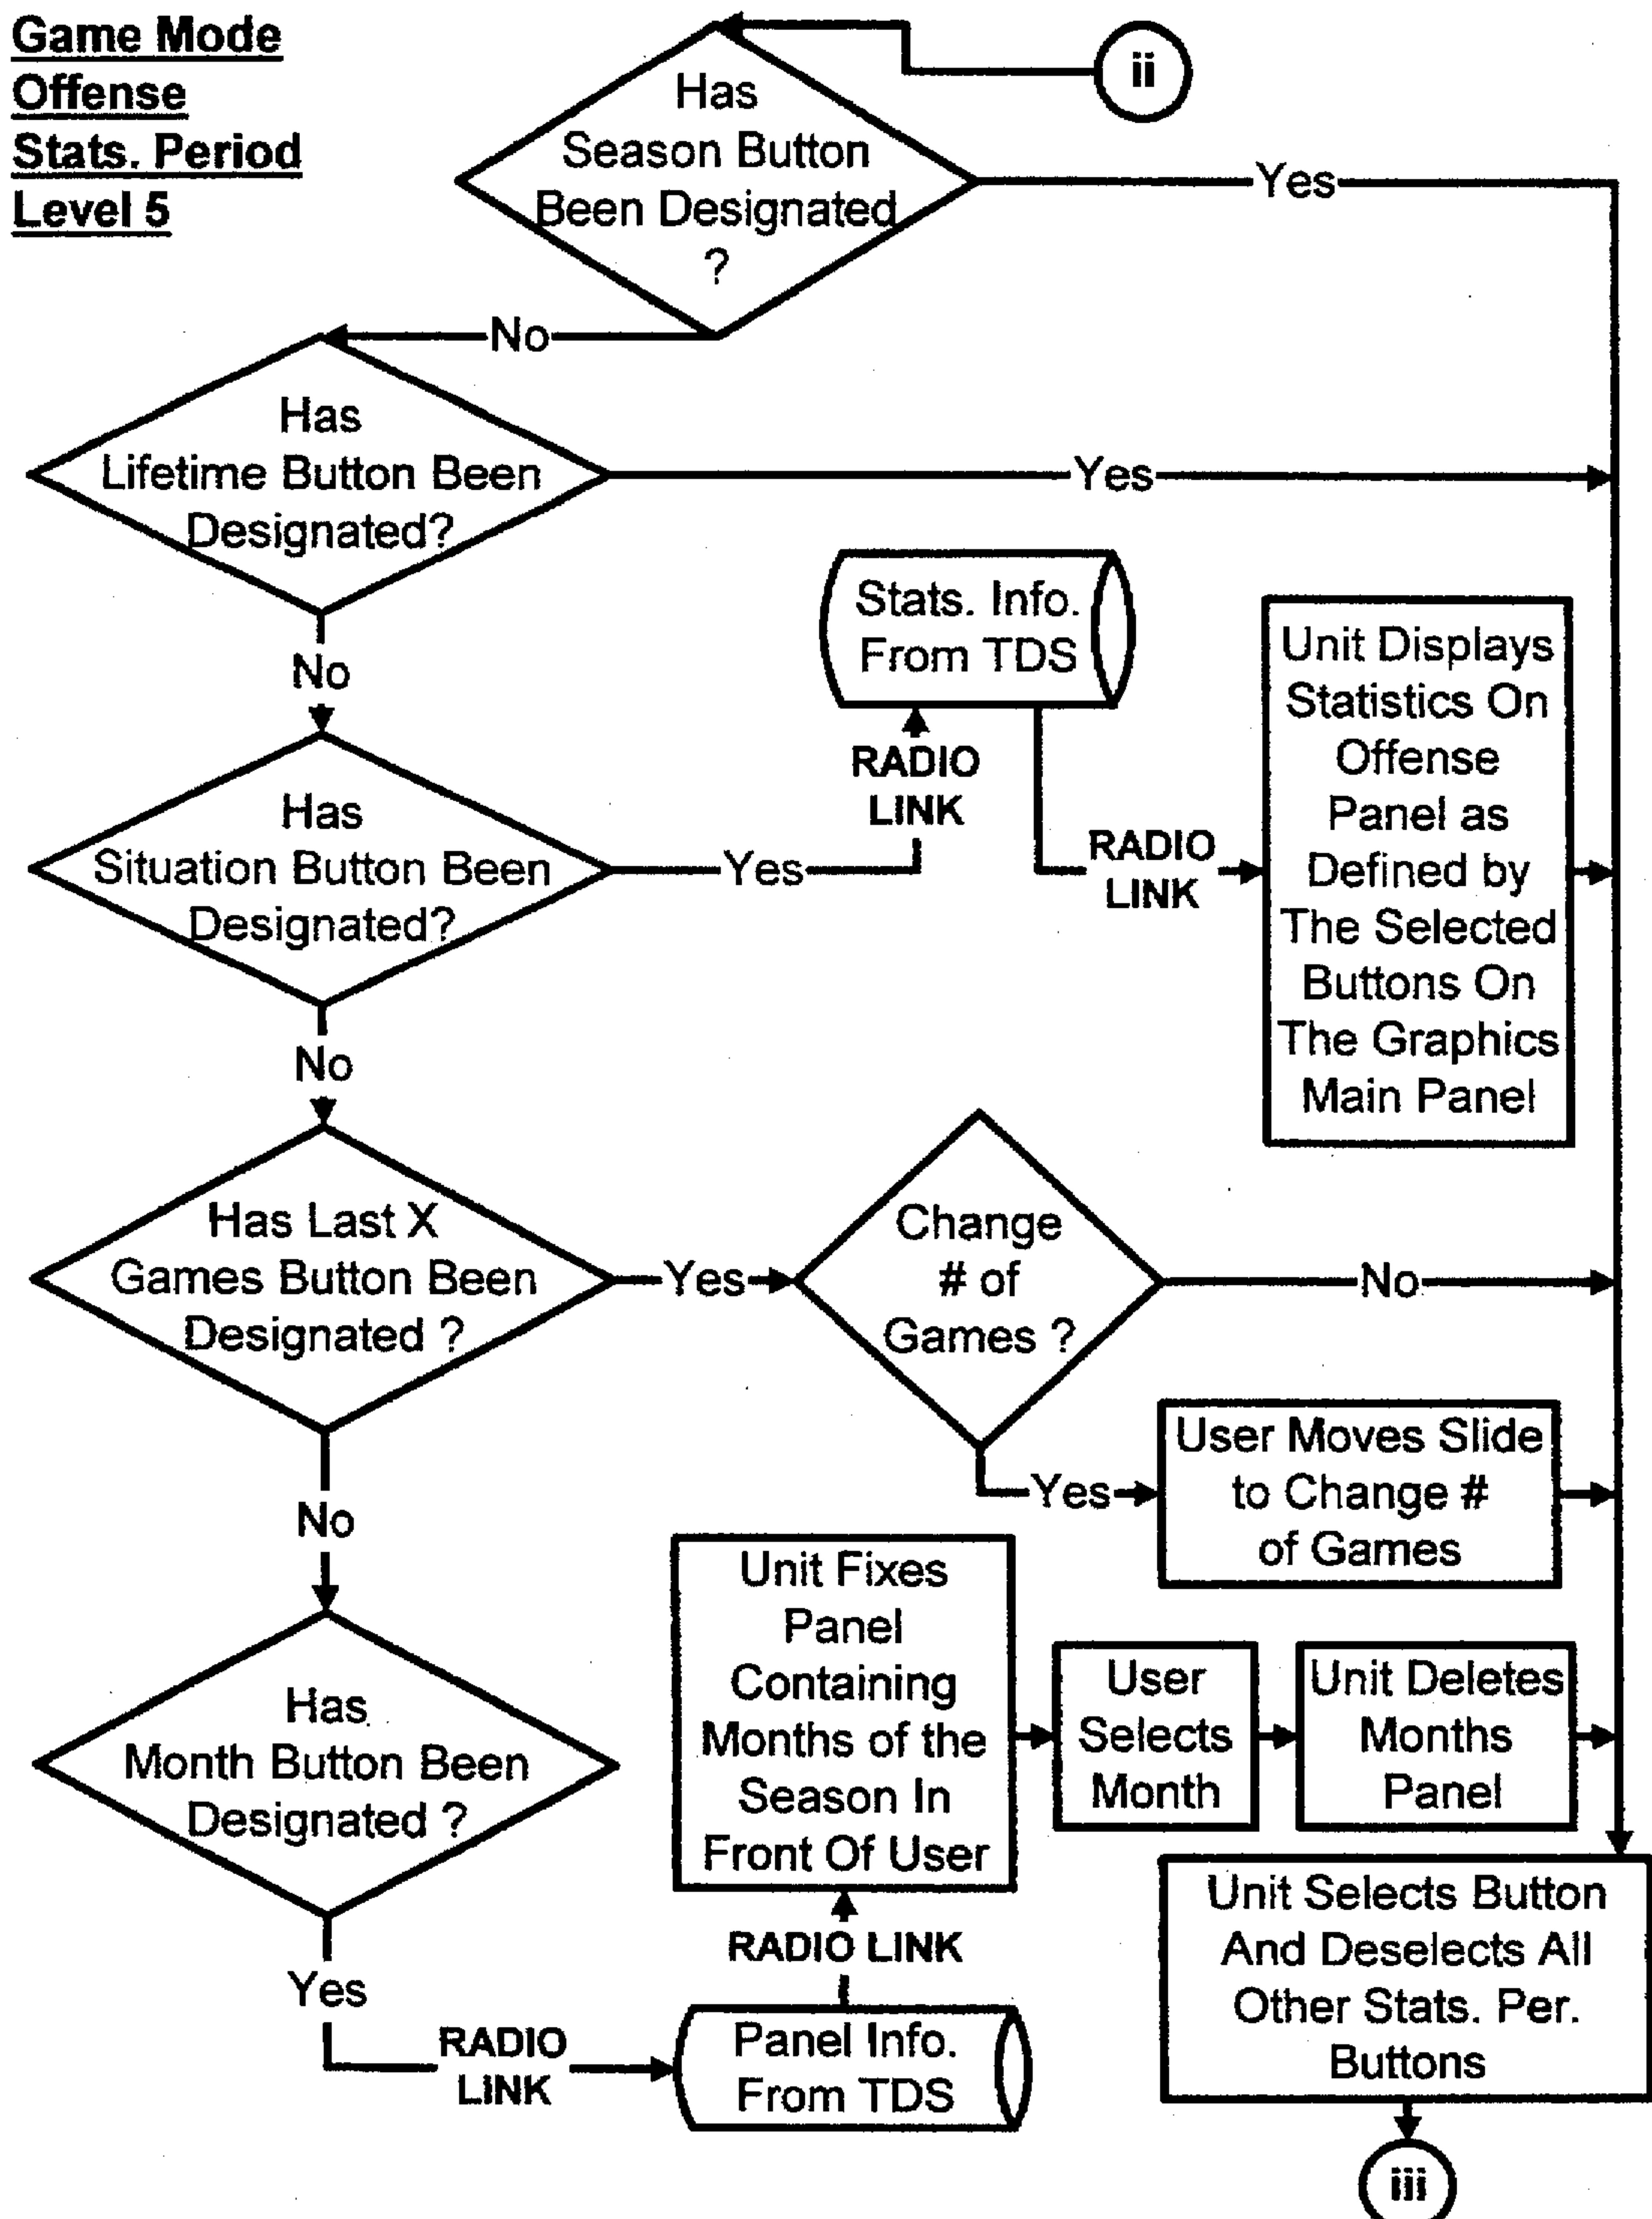 Game Mode
Offense
Stats. Period
Level 5
ii
Has
Season Button
Been Designated
?
Yes
No
Has
Lifetime Button Been
Designated?
Yes
No
Stats. Info.
From TDS
RADIO
LINK
RADIO
LINK
Unit Displays
Statistics On
Offense
Panel as
Defined by
The Selected
Buttons On
The Graphics
Main Panel
Has
Situation Button Been
Designated?
Yes
No
Has Last X
Games Button Been
Designated ?
Yes
Change
# of
Games ?
No
Yes
User Moves Slide
to Change #
of Games
No
Has
Month Button Been
Designated ?
Yes
RADIO
LINK
Panel Info.
From TDS
RADIO LINK
Unit Fixes
Panel
Containing
Months of the
Season In
Front Of User
User
Selects
Month
Unit Deletes
Months
Panel
Unit Selects Button
And Deselects All
Other Stats. Per.
Buttons
iii